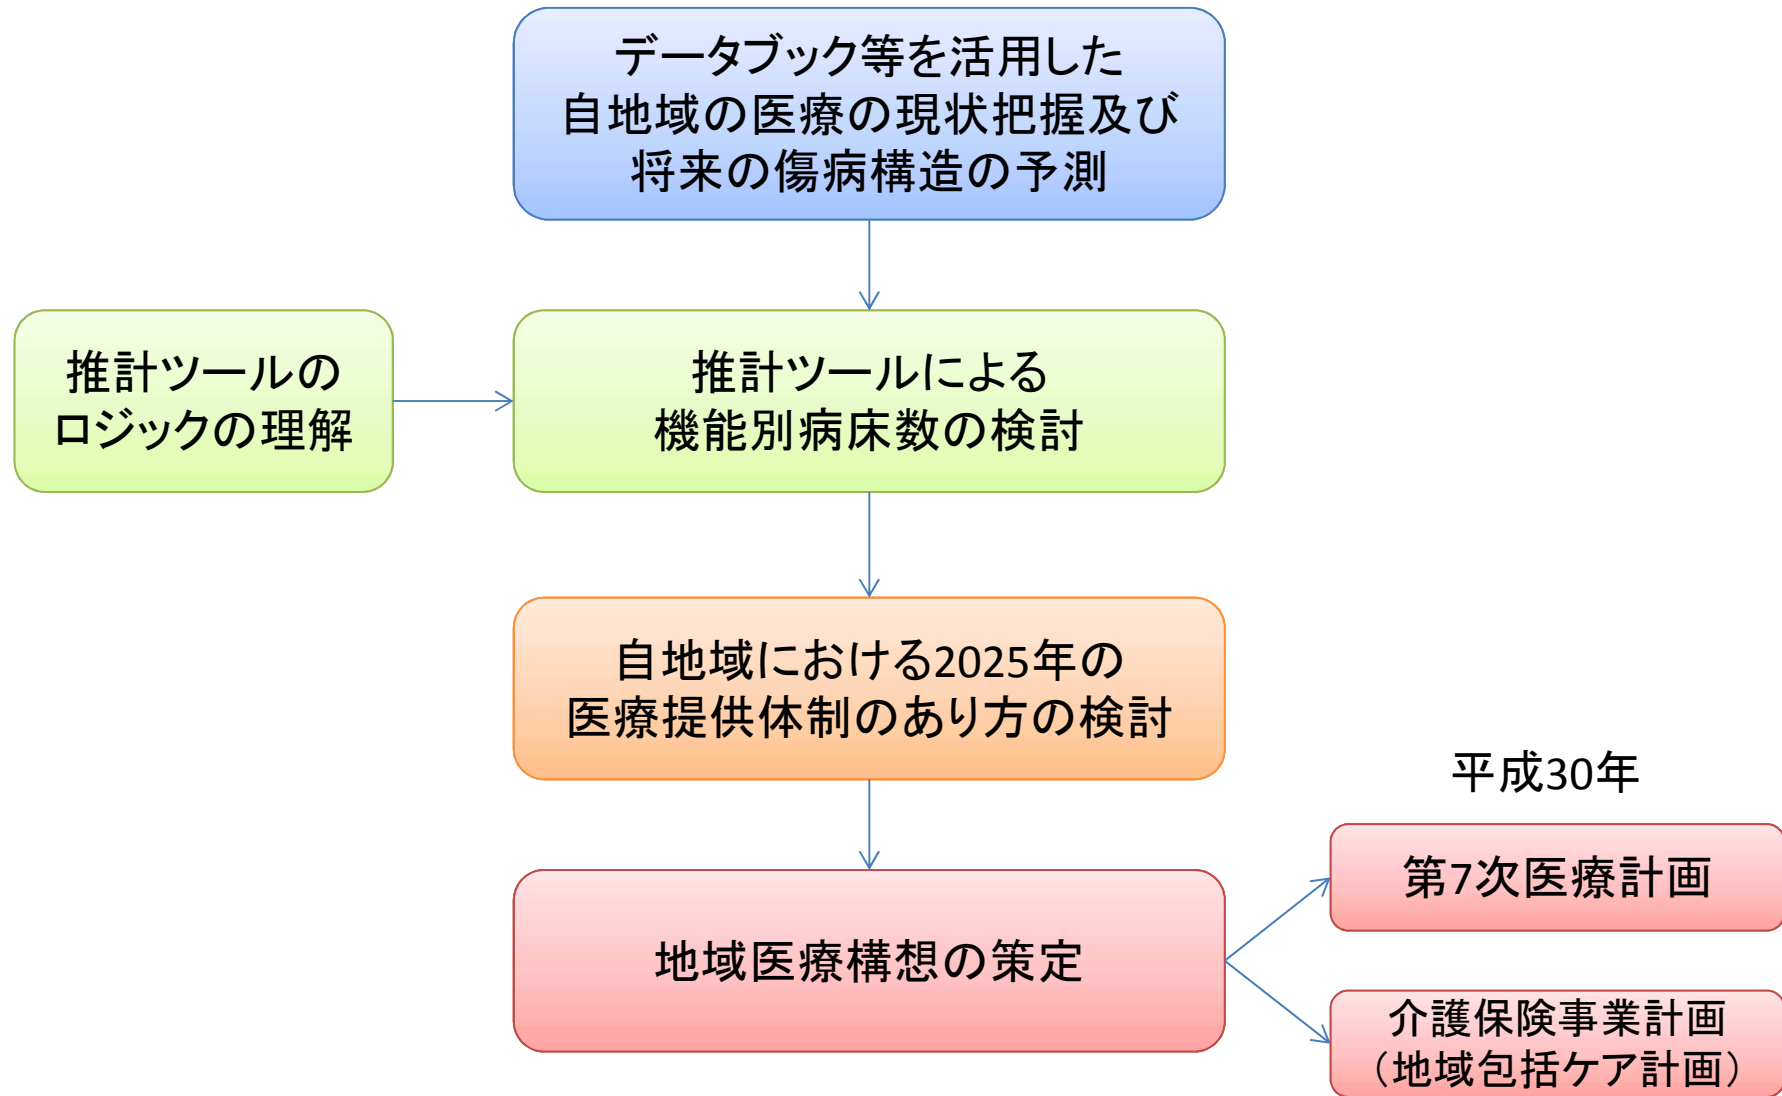 データブック等を活用した
自地域の医療の現状把握及び
将来の傷病構造の予測
推計ツールの
ロジックの理解
推計ツールによる
機能別病床数の検討
自地域における2025年の
医療提供体制のあり方の検討
平成30年
第7次医療計画
地域医療構想の策定
介護保険事業計画
（地域包括ケア計画）